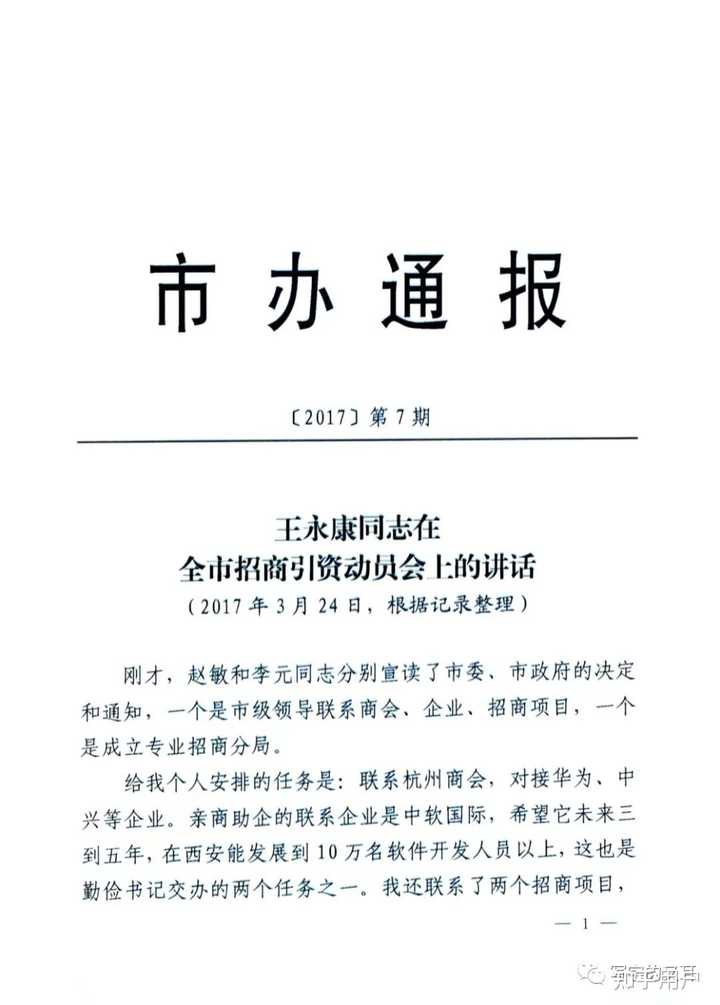 市办通报
〔2017〕第7期
王永康同志在
全市招商引资动员会上的讲话
(2017年3月24日，根据记录整理)
刚才，赵敏和李元同志分别宣读了市委、市政府的决定
和通知，一个是市级领导联系商会、企业、招商项目，一个
是成立专业招商分局。
给我个人安排的任务是：联系杭州商会，对接华为、中
兴等企业。亲商助企的联系企业是中软国际，希望它未来三
到五年，在西安能发展到10万名软件开发人员以上，这也是
勤俭书记交办的两个任务之一。我还联系了两个招商项目，
— 1 —
知乎用户